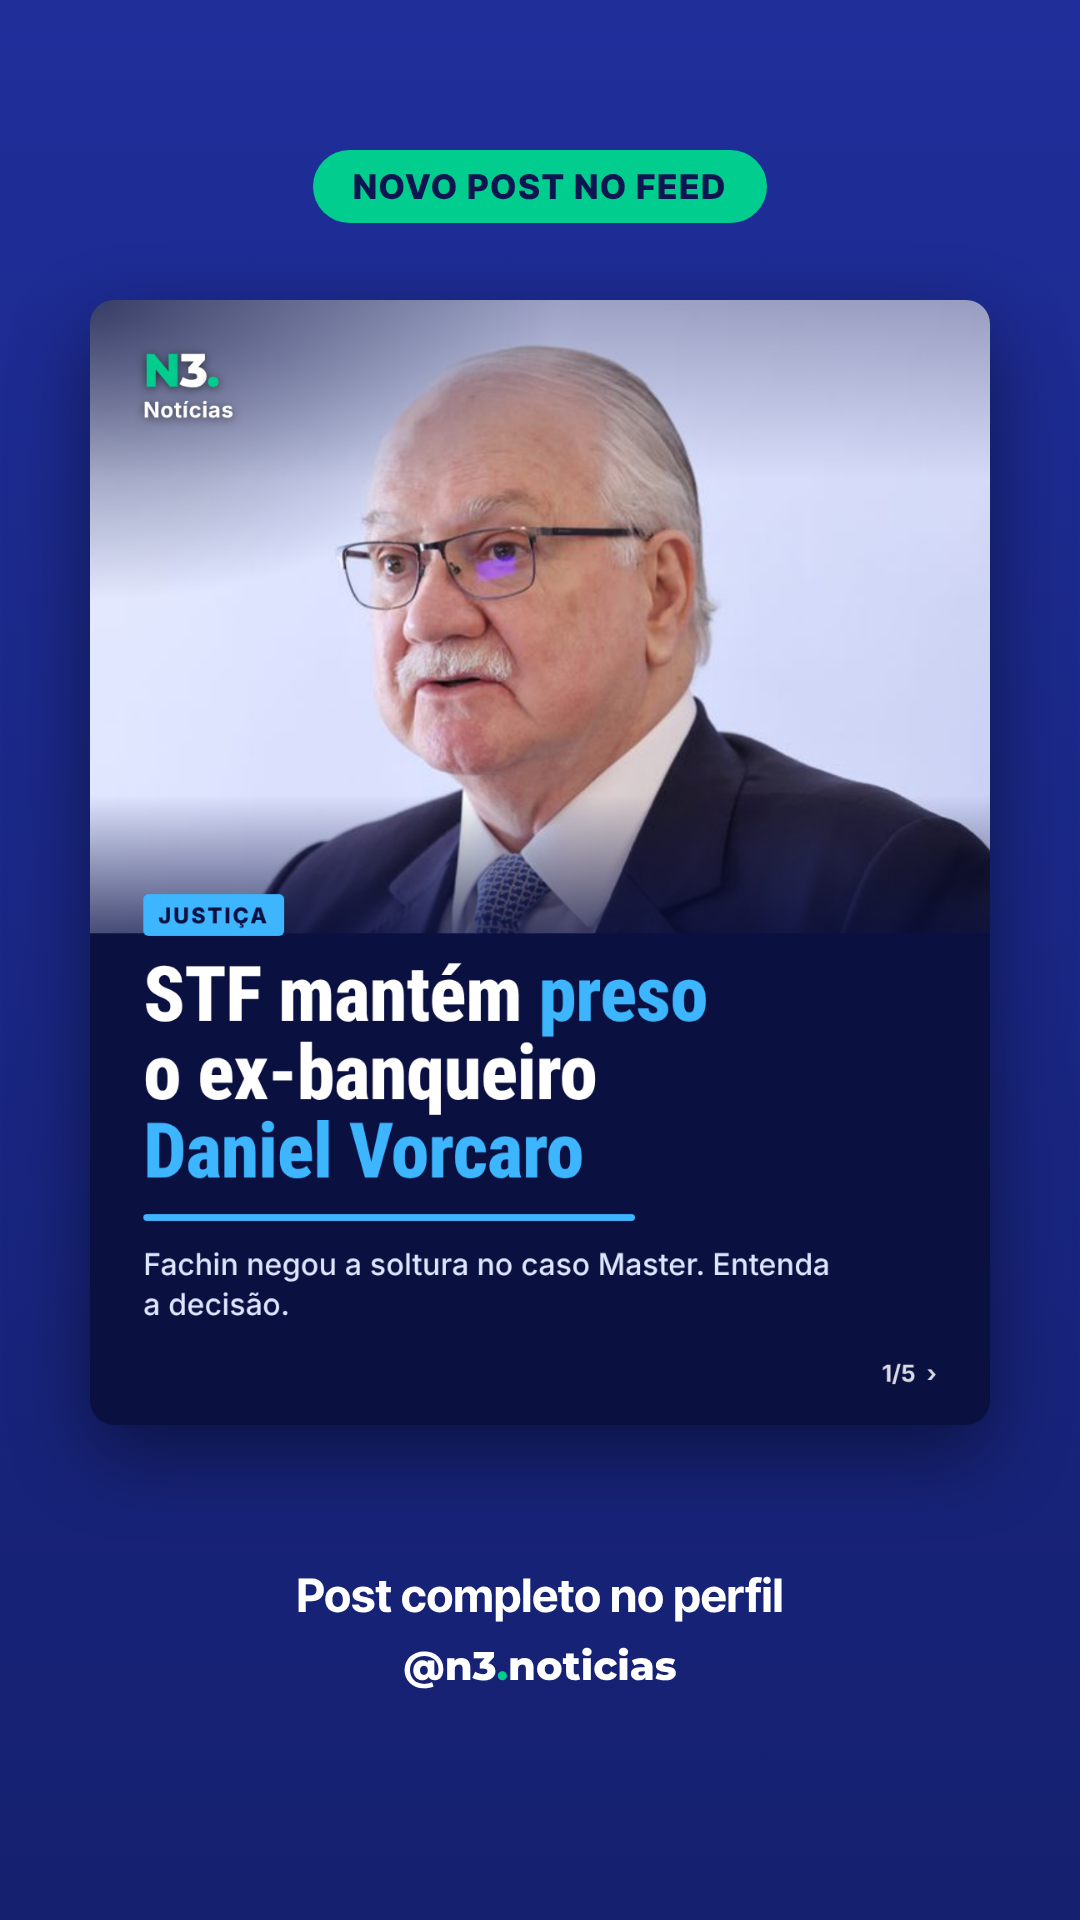 NOVO POST NO FEED
N3.
Notícias
JUSTIÇA
STF mantém preso
o ex-banqueiro
Daniel Vorcaro
Fachin negou a soltura no caso Master. Entenda
a decisão.
1/5 ›
Post completo no perfil
@n3.noticias